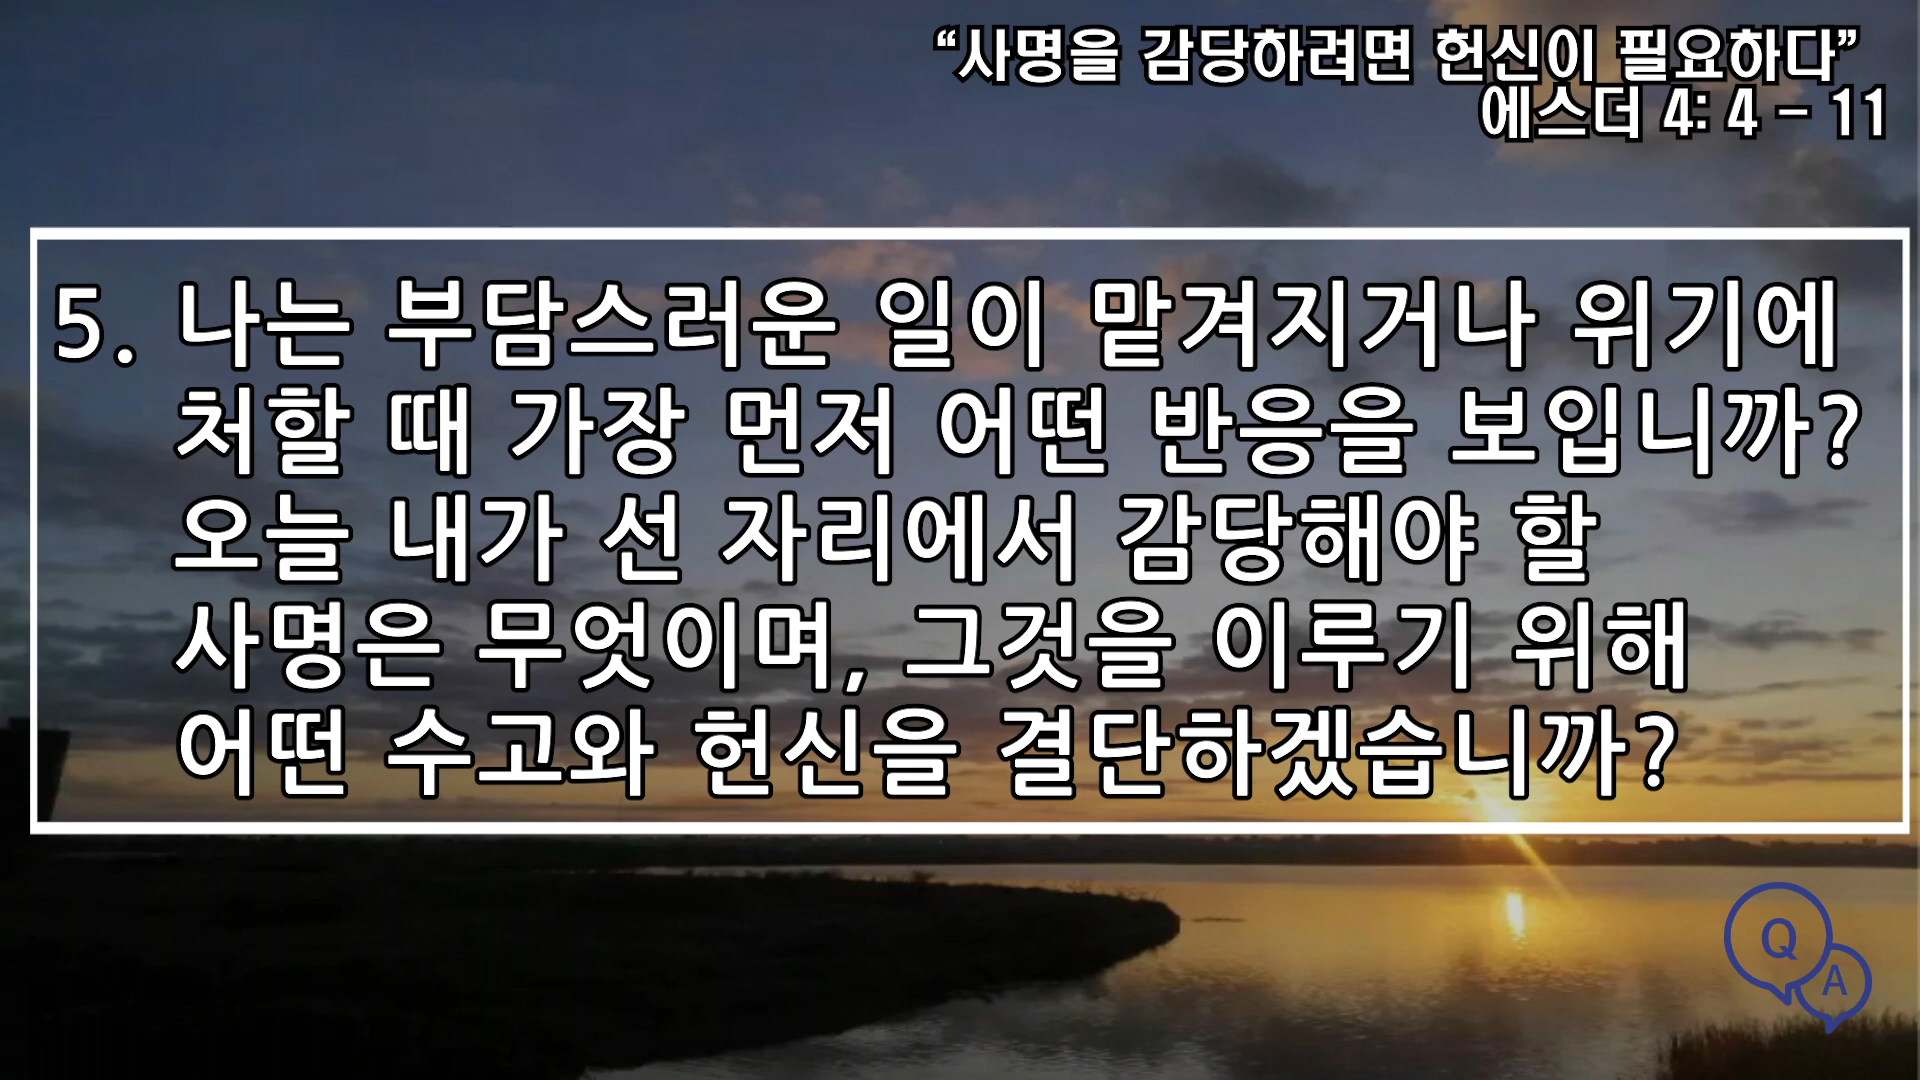 “사명을 감당하려면 헌신이 필요하다”
에스더 4: 4 – 11
5. 나는 부담스러운 일이 맡겨지거나 위기에
처할 때 가장 먼저 어떤 반응을 보입니까?
오늘 내가 선 자리에서 감당해야 할
사명은 무엇이며, 그것을 이루기 위해
어떤 수고와 헌신을 결단하겠습니까?
Q
A